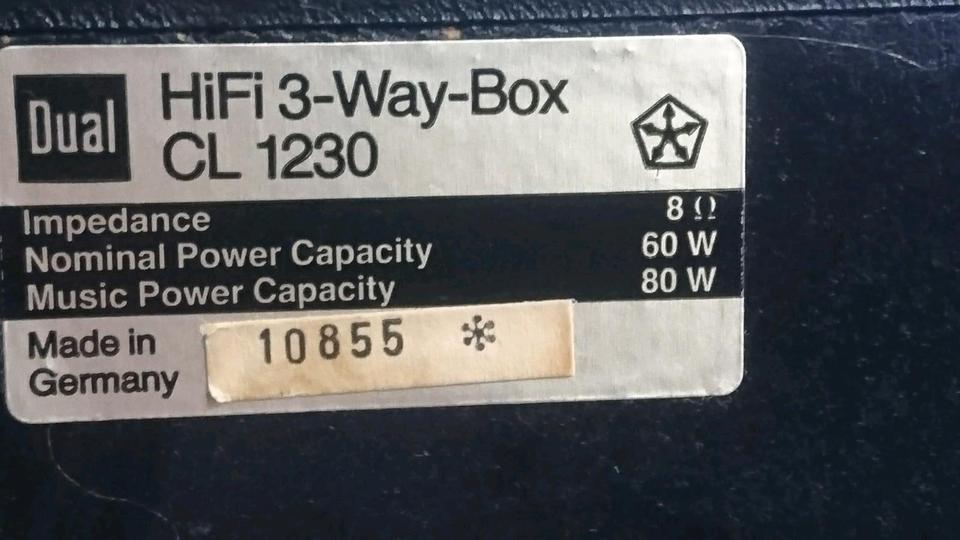 Dual
HiFi 3-Way-Box
CL 1230
Impedance 8 Ω
Nominal Power Capacity 60 W
Music Power Capacity 80 W
Made in
Germany
10855 *